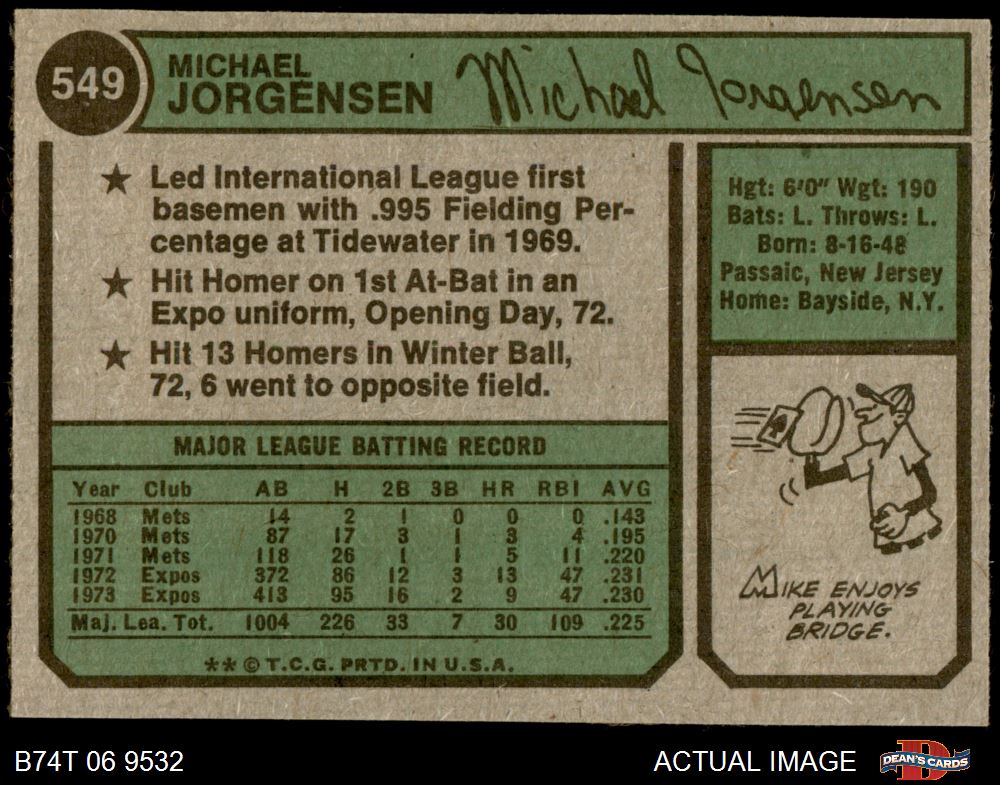 549
MICHAEL
JORGENSEN
Michael Jorgensen
★ Led International League first
basemen with .995 Fielding Per-
centage at Tidewater in 1969.
★ Hit Homer on 1st At-Bat in an
Expo uniform, Opening Day, 72.
★ Hit 13 Homers in Winter Ball,
72, 6 went to opposite field.
Hgt: 6'0" Wgt: 190
Bats: L. Throws: L.
Born: 8-16-48
Passaic, New Jersey
Home: Bayside, N.Y.
MAJOR LEAGUE BATTING RECORD
Year Club AB H 2B 3B HR RBI AVG
1968 Mets 14 2 1 0 0 0 .143
1970 Mets 87 17 3 1 3 4 .195
1971 Mets 118 26 1 1 5 11 .220
1972 Expos 372 86 12 3 13 47 .231
1973 Expos 413 95 16 2 9 47 .230
Maj. Lea. Tot. 1004 226 33 7 30 109 .225
** © T.C.G. PRTD. IN U.S.A.
MIKE ENJOYS
PLAYING
BRIDGE.
B74T 06 9532
ACTUAL IMAGE
D
DEAN'S CARDS